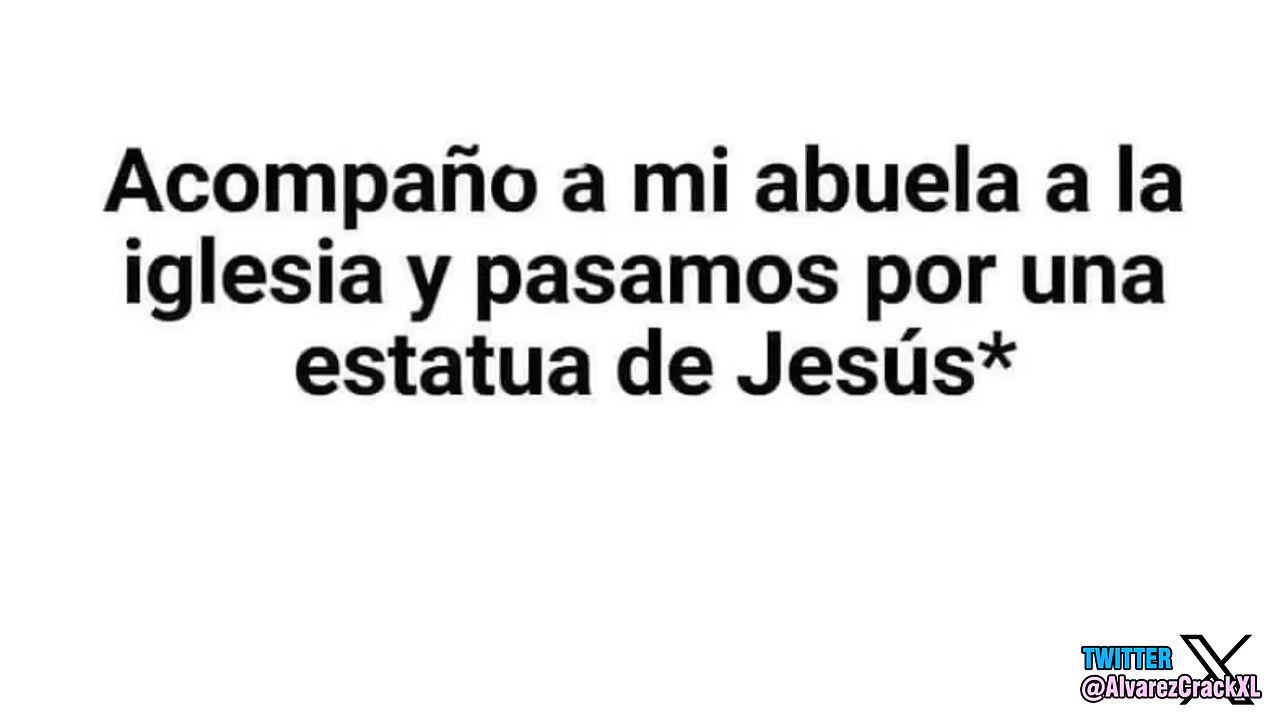 Acompaño a mi abuela a la
iglesia y pasamos por una
estatua de Jesús*
TWITTER X
@AlvarezCrackXL